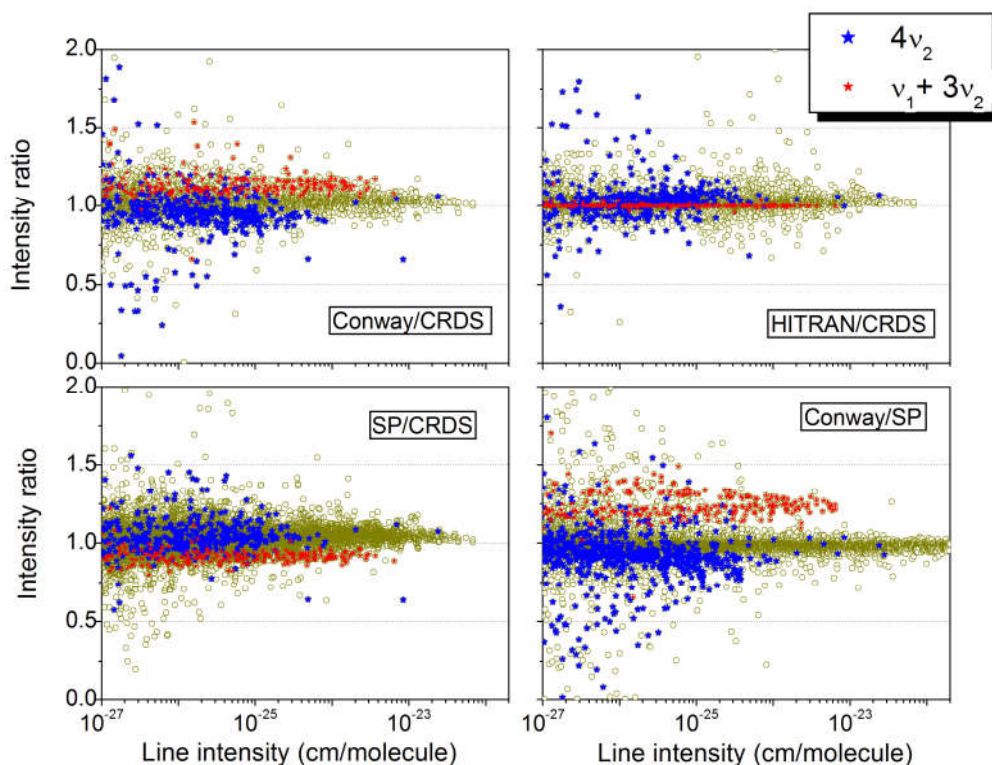 4ν₂
ν₁+ 3ν₂
2.0
1.5
1.0
0.5
0.0
Intensity ratio
Conway/CRDS
HITRAN/CRDS
2.0
1.5
1.0
0.5
0.0
Intensity ratio
SP/CRDS
Conway/SP
10⁻²⁷ 10⁻²⁵ 10⁻²³
10⁻²⁷ 10⁻²⁵ 10⁻²³
Line intensity (cm/molecule)
Line intensity (cm/molecule)